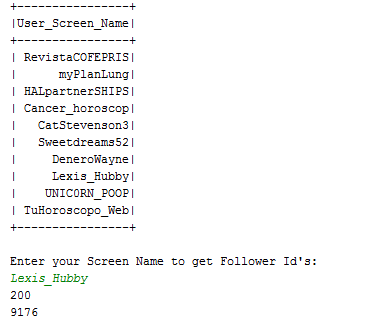 +----------------+
|User_Screen_Name|
+----------------+
| RevistaCOFEPRIS|
|      myPlanLung|
| HALpartnerSHIPS|
| Cancer_horoscop|
|   CatStevenson3|
|   Sweetdreams52|
|     DeneroWayne|
|     Lexis_Hubby|
|    UNIC0RN_POOP|
| TuHoroscopo_Web|
+----------------+
Enter your Screen Name to get Follower Id's:
Lexis_Hubby
200
9176